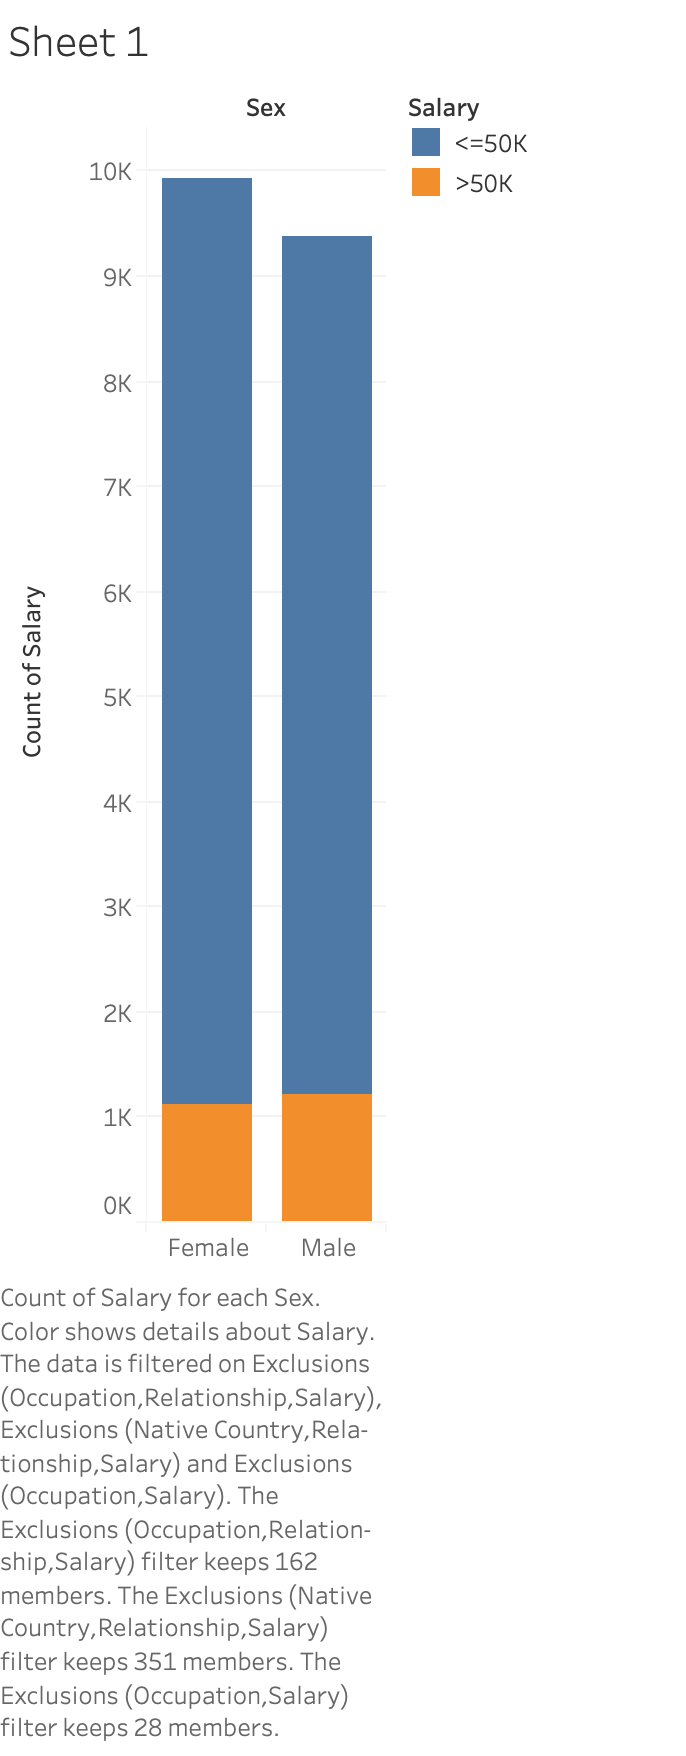 Sheet 1
Sex
Salary
<=50K
>50K
10K
9K
8K
7K
6K
5K
4K
3K
2K
1K
0K
Count of Salary
Female
Male
Count of Salary for each Sex.
Color shows details about Salary.
The data is filtered on Exclusions
(Occupation,Relationship,Salary),
Exclusions (Native Country,Rela-
tionship,Salary) and Exclusions
(Occupation,Salary). The
Exclusions (Occupation,Relation-
ship,Salary) filter keeps 162
members. The Exclusions (Native
Country,Relationship,Salary)
filter keeps 351 members. The
Exclusions (Occupation,Salary)
filter keeps 28 members.